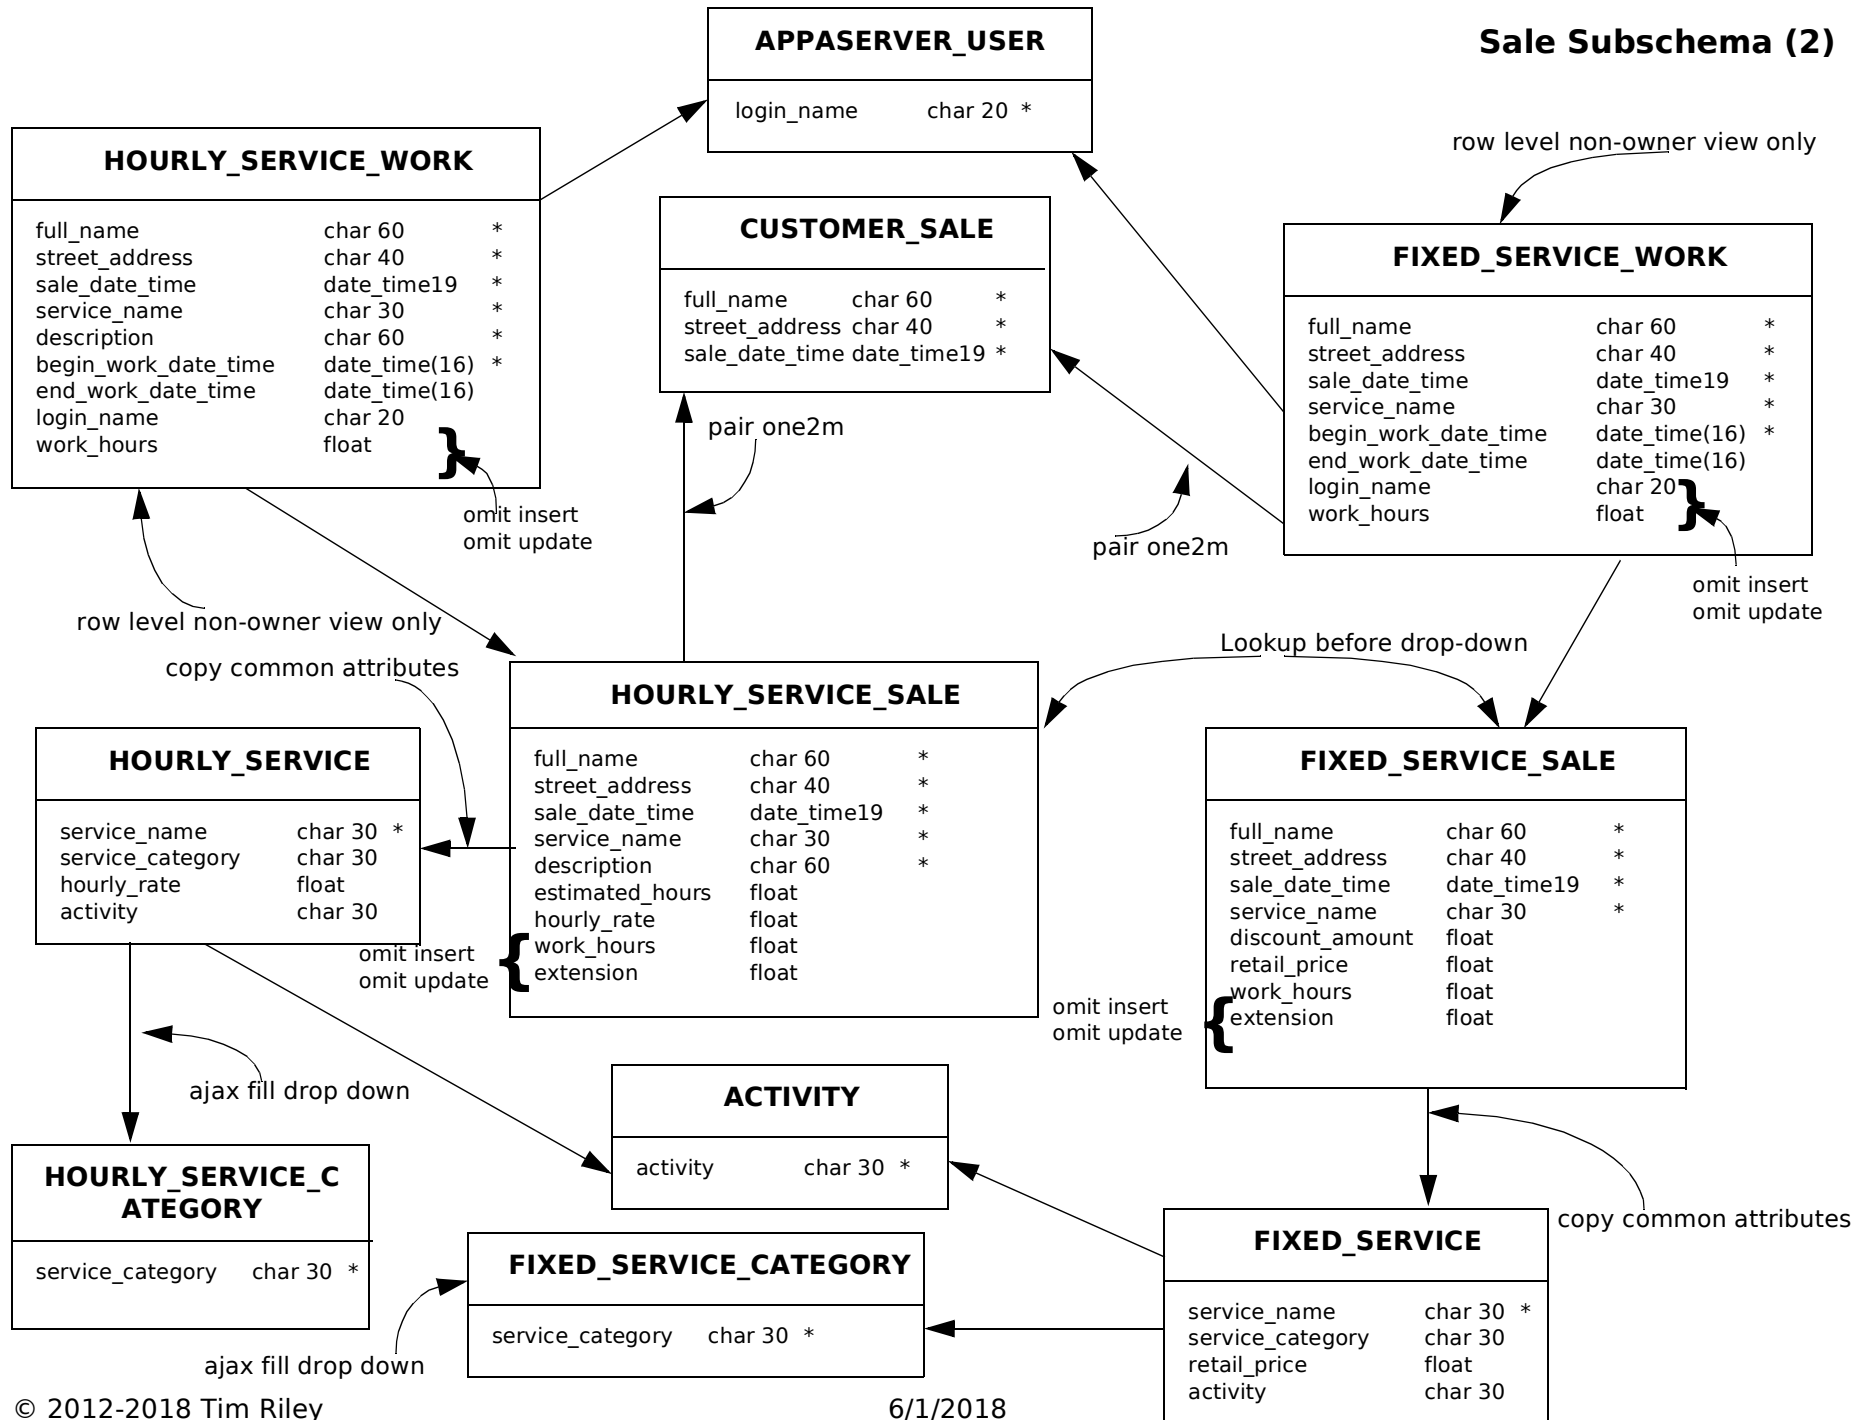 Sale Subschema (2)
APPASERVER_USER
login_name char 20 *
HOURLY_SERVICE_WORK
full_name char 60 *
street_address char 40 *
sale_date_time date_time19 *
service_name char 30 *
description char 60 *
begin_work_date_time date_time(16) *
end_work_date_time date_time(16)
login_name char 20
work_hours float
}
omit insert
omit update
row level non-owner view only
CUSTOMER_SALE
full_name char 60 *
street_address char 40 *
sale_date_time date_time19 *
pair one2m
pair one2m
row level non-owner view only
FIXED_SERVICE_WORK
full_name char 60 *
street_address char 40 *
sale_date_time date_time19 *
service_name char 30 *
begin_work_date_time date_time(16) *
end_work_date_time date_time(16)
login_name char 20
work_hours float
}
omit insert
omit update
Lookup before drop-down
copy common attributes
HOURLY_SERVICE
service_name char 30 *
service_category char 30
hourly_rate float
activity char 30
HOURLY_SERVICE_SALE
full_name char 60 *
street_address char 40 *
sale_date_time date_time19 *
service_name char 30 *
description char 60 *
estimated_hours float
hourly_rate float
work_hours float
extension float
{
omit insert
omit update
FIXED_SERVICE_SALE
full_name char 60 *
street_address char 40 *
sale_date_time date_time19 *
service_name char 30 *
discount_amount float
retail_price float
work_hours float
extension float
{
omit insert
omit update
ajax fill drop down
ACTIVITY
activity char 30 *
HOURLY_SERVICE_C
ATEGORY
service_category char 30 *
FIXED_SERVICE_CATEGORY
service_category char 30 *
ajax fill drop down
copy common attributes
FIXED_SERVICE
service_name char 30 *
service_category char 30
retail_price float
activity char 30
© 2012-2018 Tim Riley
6/1/2018